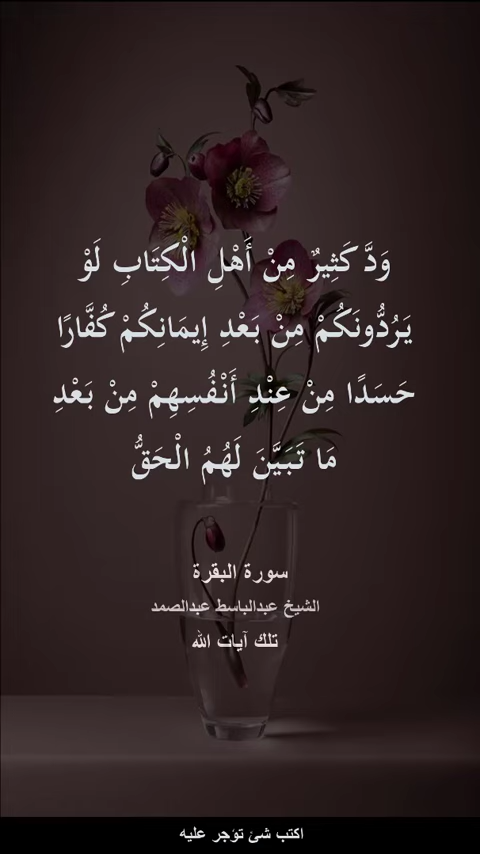 وَدَّ كَثِيرٌ مِنْ أَهْلِ الْكِتَابِ لَوْ
يَرُدُّونَكُمْ مِنْ بَعْدِ إِيمَانِكُمْ كُفَّارًا
حَسَدًا مِنْ عِنْدِ أَنْفُسِهِمْ مِنْ بَعْدِ
مَا تَبَيَّنَ لَهُمُ الْحَقُّ
سورة البقرة
الشيخ عبدالباسط عبدالصمد
تلك آيات الله
اكتب شئ تؤجر عليه